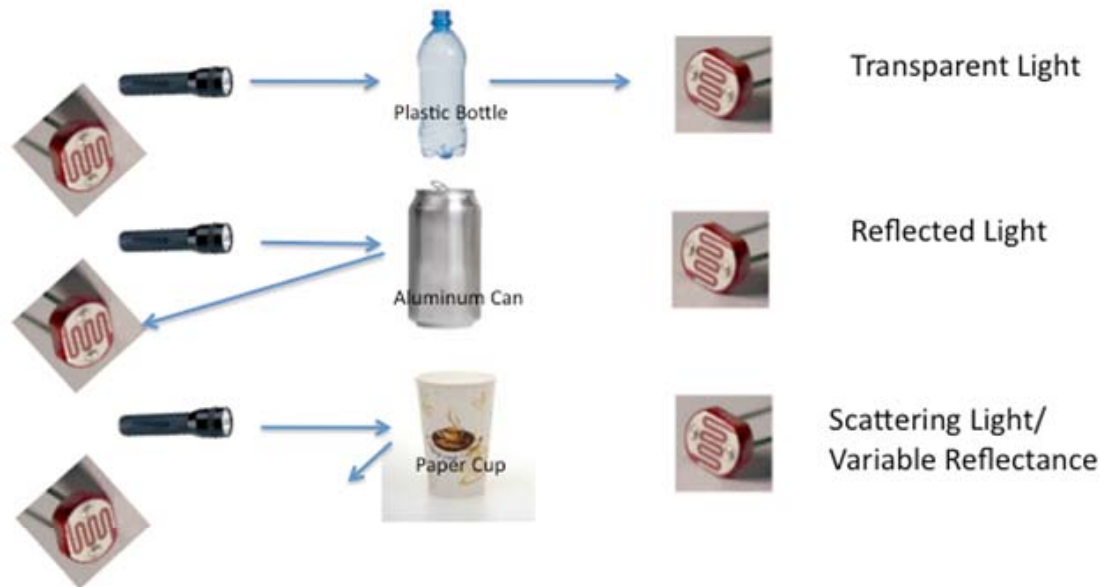 Plastic Bottle
Transparent Light
Aluminum Can
Reflected Light
Paper Cup
Scattering Light/
Variable Reflectance